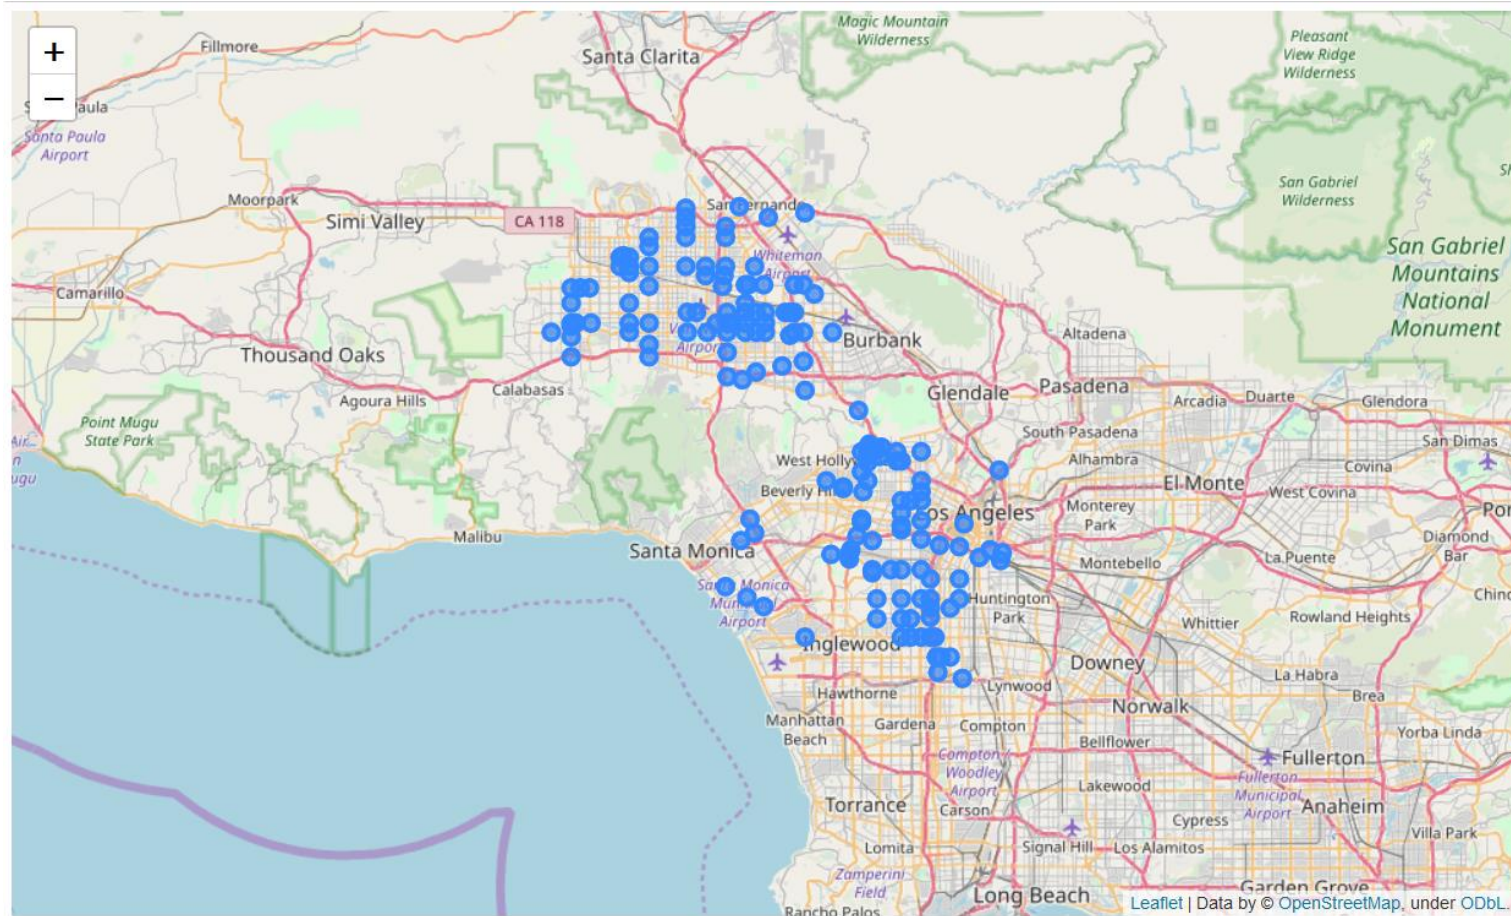 +
−
Fillmore
Santa Clarita
Magic Mountain
Wilderness
Pleasant
View Ridge
Wilderness
aula
Santa Paula
Airport
Moorpark
Simi Valley
CA 118
San
ernando
San Gabriel
Wilderness
Whiteman
Airport
San Gabriel
Mountains
National
Monument
Camarillo
Airport
Burbank
Altadena
Thousand Oaks
Calabasas
Agoura Hills
Glendale
Pasadena
Arcadia
Duarte
Glendora
Point Mugu
State Park
South Pasadena
San Dimas
West Holly
Alhambra
Covina
Beverly Hi
El Monte
West Covina
Los Angeles
Monterey
Park
Diamond
Bar
Malibu
Santa Monica
La Puente
Montebello
Santa Monica
Airport
Huntington
Park
Whittier
Rowland Heights
Inglewood
Downey
La Habra
Hawthorne
Lynwood
Brea
Norwalk
Manhattan
Beach
Gardena
Compton
Yorba Linda
Bellflower
Fullerton
Compton/
Woodley
Airport
Lakewood
Fullerton
Municipal
Airport
Torrance
Carson
Cypress
Anaheim
Villa Park
Lomita
Signal Hill
Los Alamitos
Zamperini
Field
Long Beach
Garden Grove
Rancho Palos
Leaflet | Data by © OpenStreetMap, under ODbL.